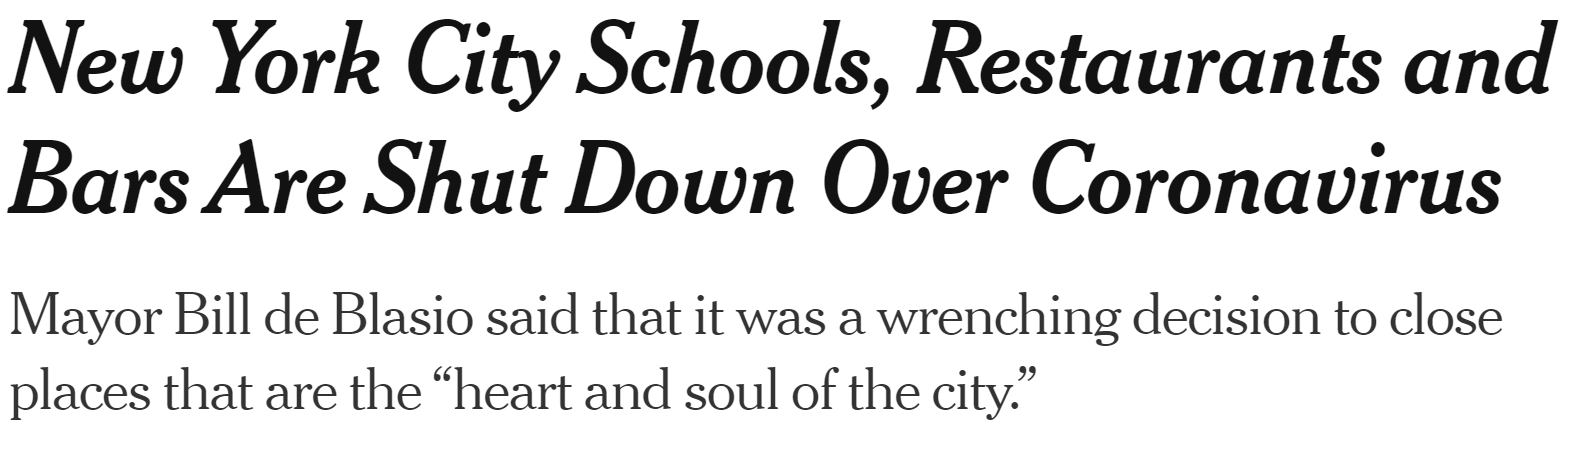 New York City Schools, Restaurants and
Bars Are Shut Down Over Coronavirus
Mayor Bill de Blasio said that it was a wrenching decision to close
places that are the “heart and soul of the city.”